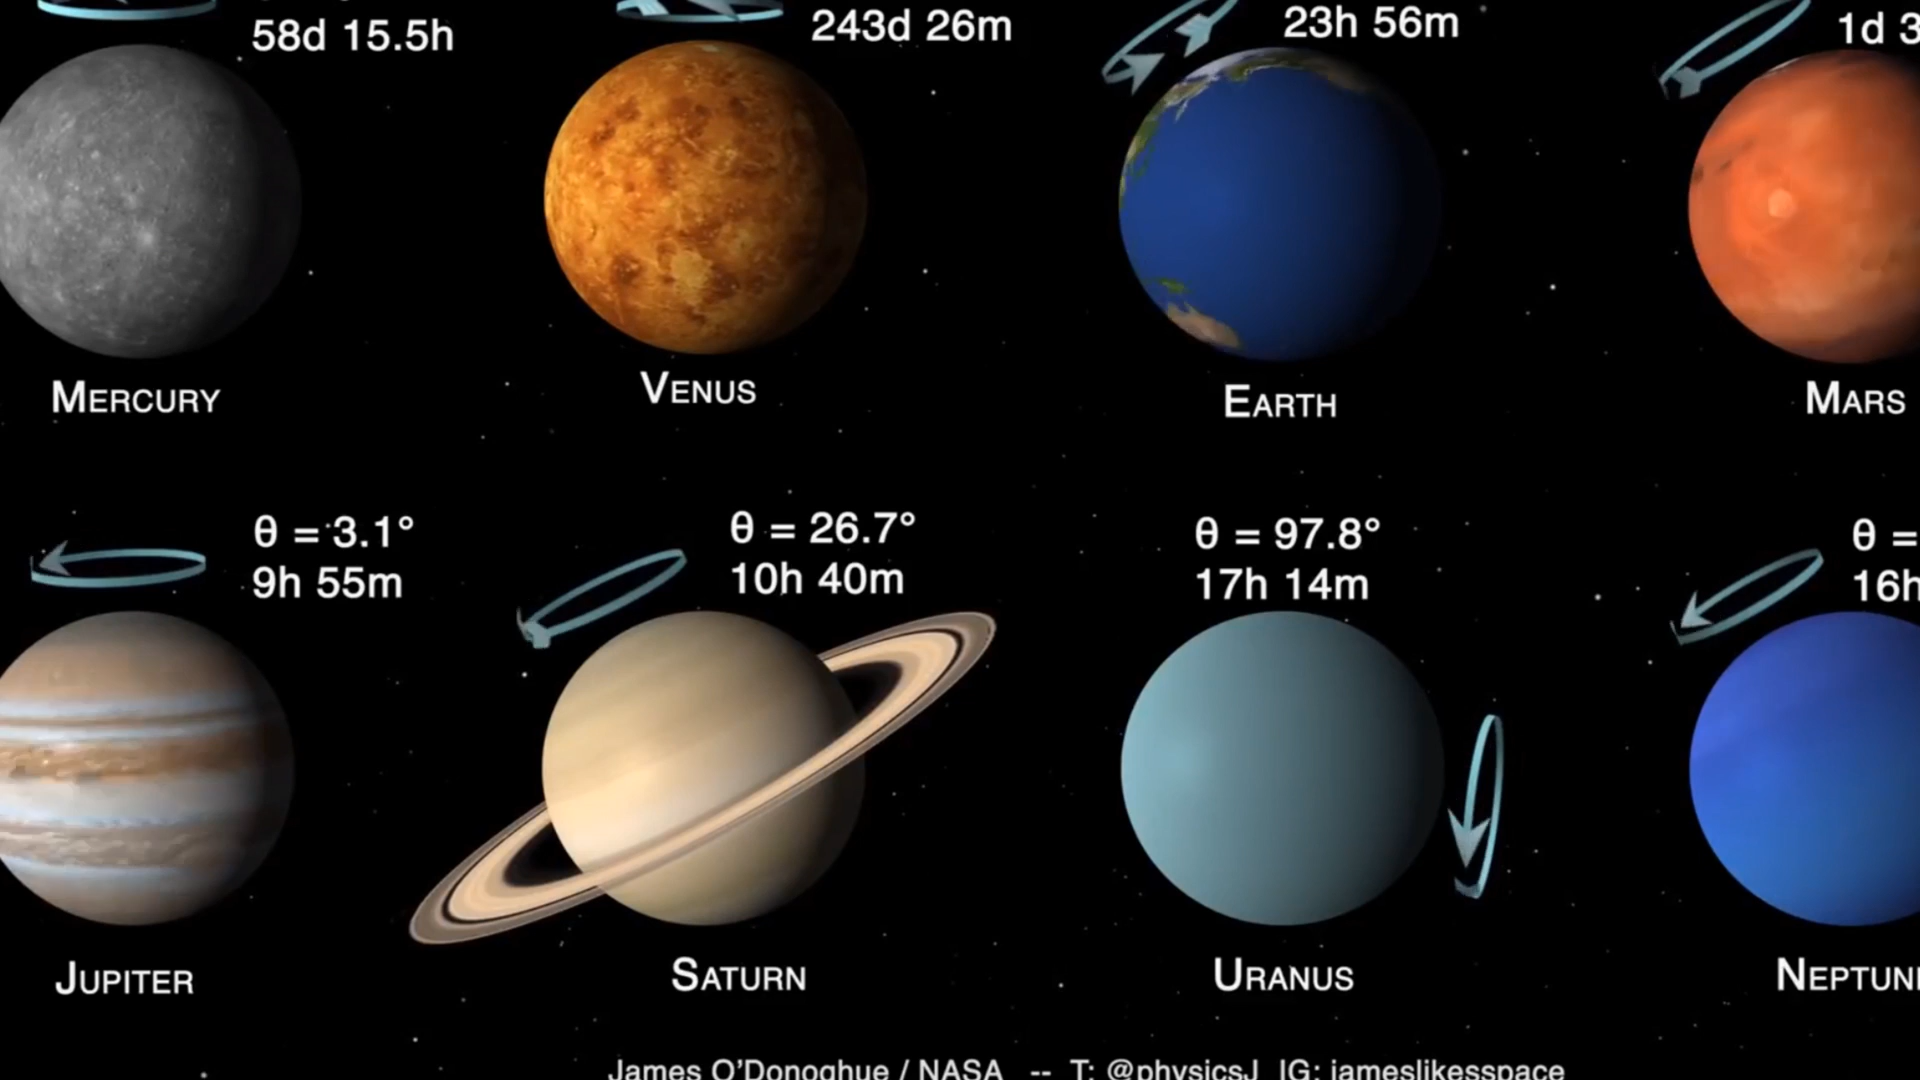 58d 15.5h
243d 26m
23h 56m
1d 3
MERCURY
VENUS
EARTH
MARS
θ = 3.1°
9h 55m
θ = 26.7°
10h 40m
θ = 97.8°
17h 14m
θ =
16h
JUPITER
SATURN
URANUS
NEPTUN
James O'Donoghue / NASA -- T: @physicsJ IG: jameslikesspace